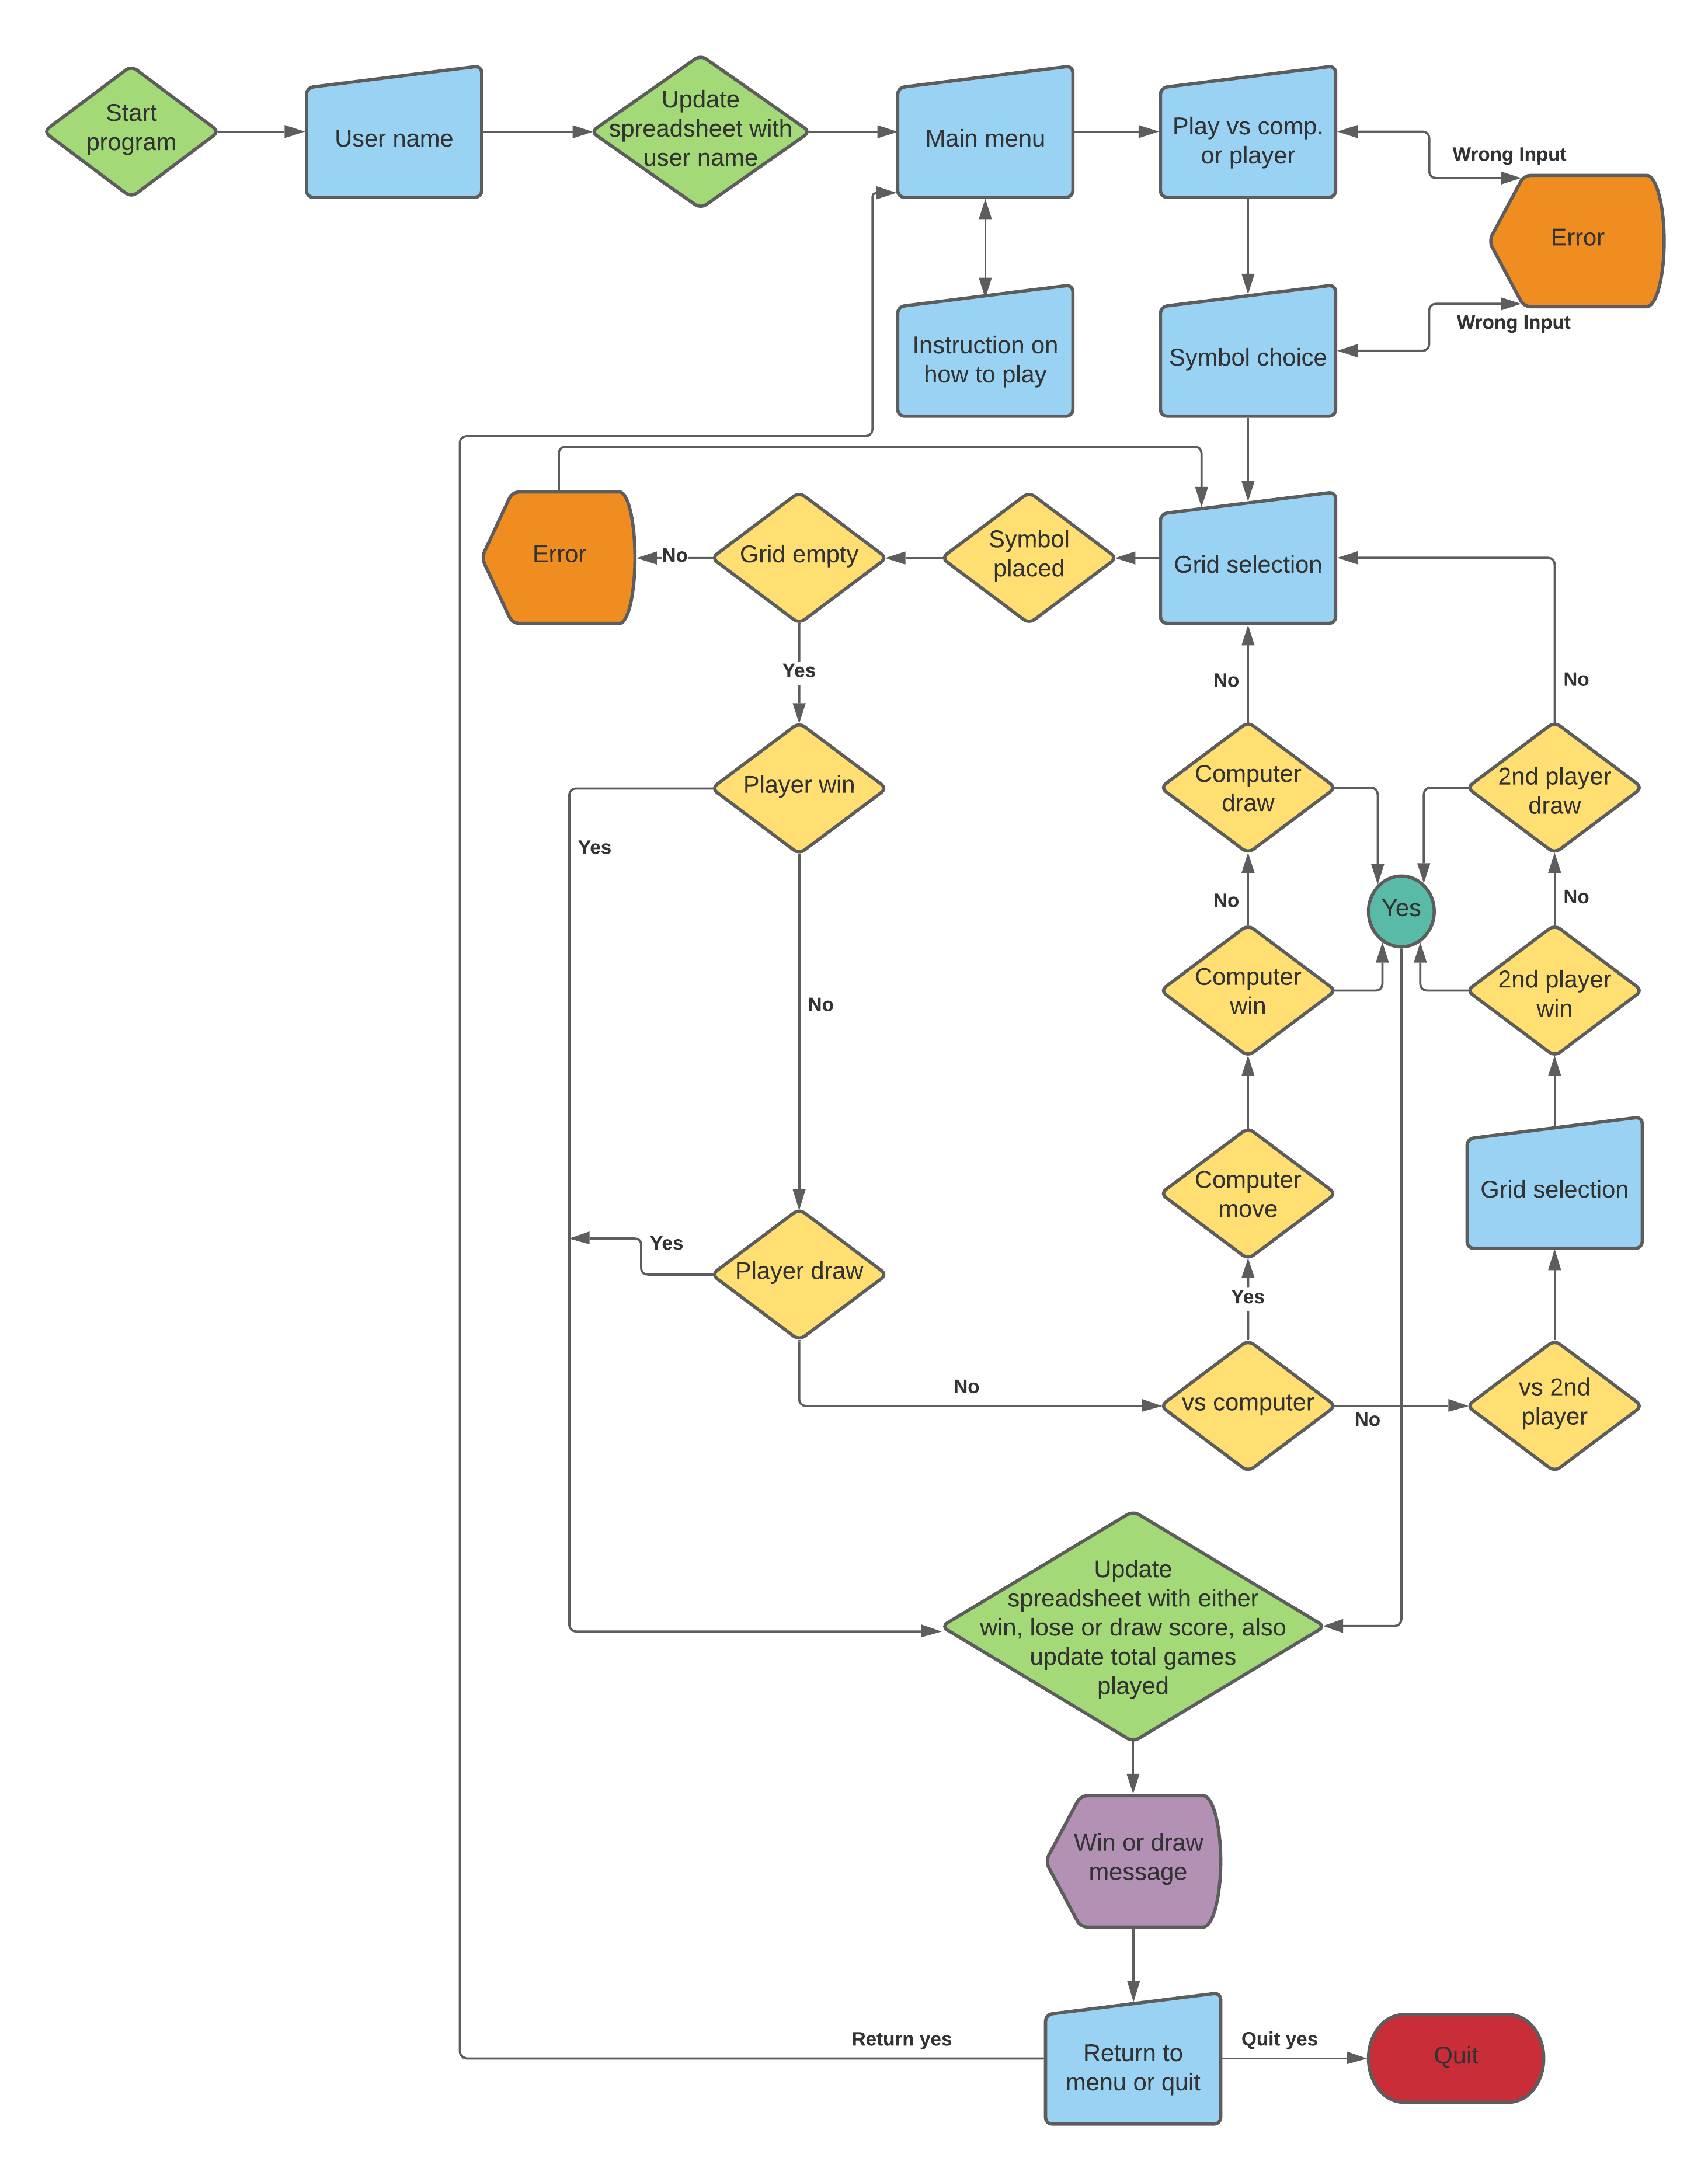 Start
program
User name
Update
spreadsheet with
user name
Main menu
Play vs comp.
or player
Wrong Input
Error
Wrong Input
Instruction on
how to play
Symbol choice
Error
No
Grid empty
Symbol
placed
Grid selection
Yes
No
No
Player win
Computer
draw
2nd player
draw
Yes
No
Yes
No
Computer
win
2nd player
win
No
Computer
move
Grid selection
Yes
Player draw
Yes
No
vs computer
No
vs 2nd
player
Update
spreadsheet with either
win, lose or draw score, also
update total games
played
Win or draw
message
Return yes
Return to
menu or quit
Quit yes
Quit